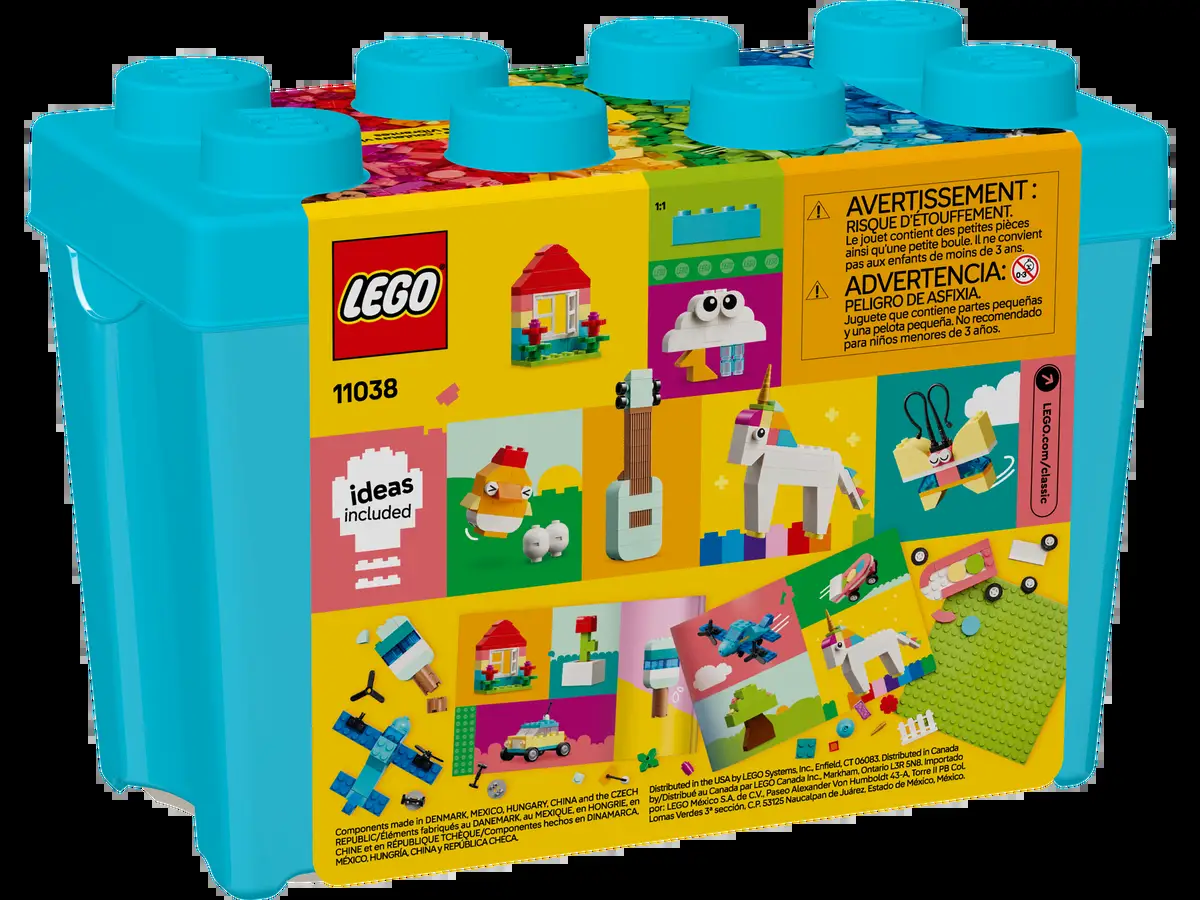 couleurs vi
Vibrantes
LEGO
11038
1:1
AVERTISSEMENT :
RISQUE D'ÉTOUFFEMENT.
Le jouet contient des petites pièces
ainsi qu'une petite boule. Il ne convient
pas aux enfants de moins de 3 ans.
ADVERTENCIA:
0-3
PELIGRO DE ASFIXIA.
Juguete que contiene partes pequeñas
y una pelota pequeña. No recomendado
para niños menores de 3 años.
ideas
included
LEGO.com/classic
Components made in DENMARK, MEXICO, HUNGARY, CHINA and the CZECH
REPUBLIC/Éléments fabriqués au DANEMARK, au MEXIQUE, en HONGRIE, en
CHINE et en RÉPUBLIQUE TCHÈQUE/Componentes hechos en DINAMARCA,
MÉXICO, HUNGRÍA, CHINA y REPÚBLICA CHECA.
Distributed in the USA by LEGO Systems, Inc., Enfield, CT 06083. Distributed in Canada
by/Distribué au Canada par LEGO Canada Inc., Markham, Ontario L3R 5N8. Importado
por: LEGO México S.A. de C.V., Paseo Alexander Von Humboldt 43-A, Torre II PB Col.
Lomas Verdes 3ª sección, C.P. 53125 Naucalpan de Juárez. Estado de México, México.